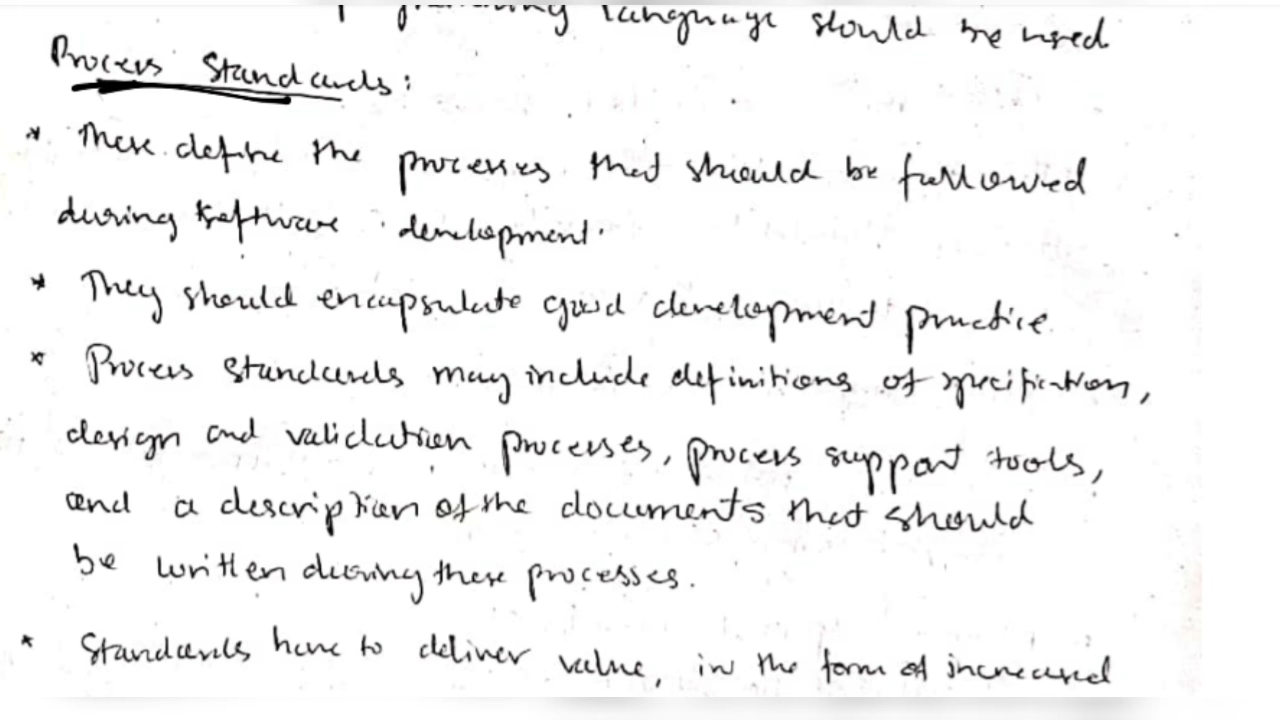 language should be used
Process Standards:
* These define the processes that should be followed
during software development.
* They should encapsulate good development practice
* Process standards may include definitions of specification,
design and validation processes, process support tools,
and a description of the documents that should
be written during these processes.
* Standards have to deliver value, in the form of increased